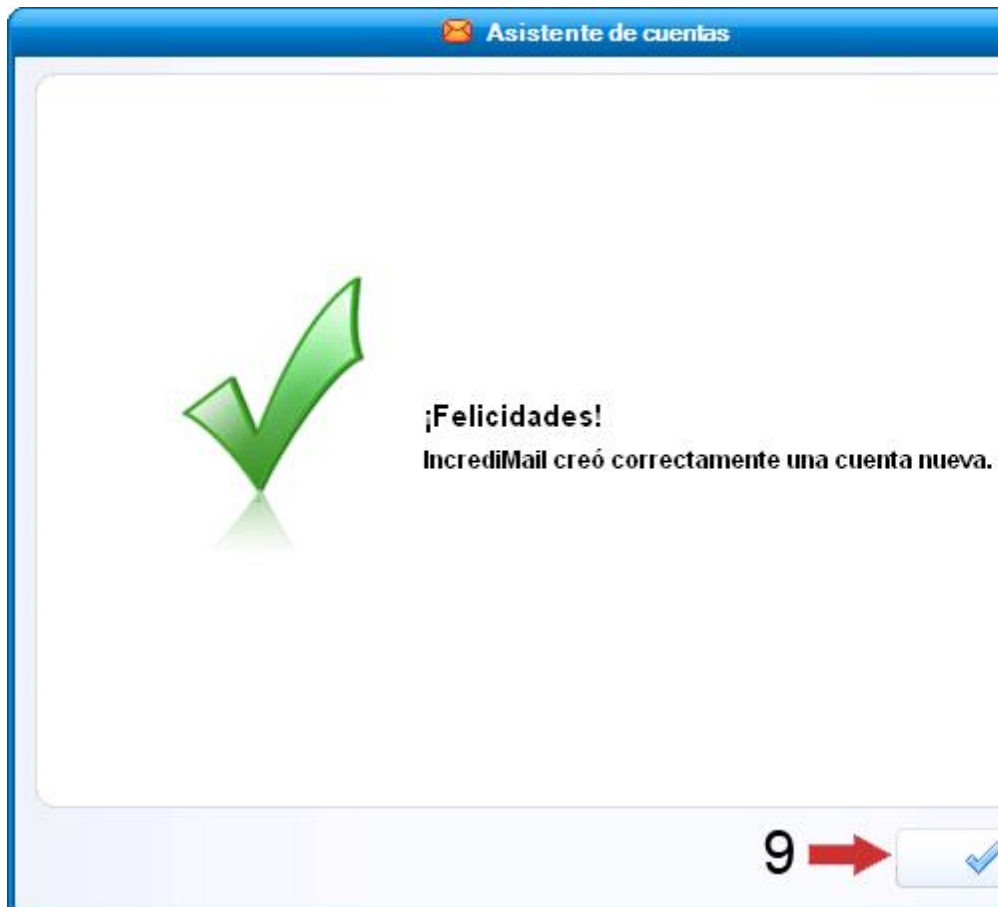 Asistente de cuentas
¡Felicidades!
IncrediMail creó correctamente una cuenta nueva.
9